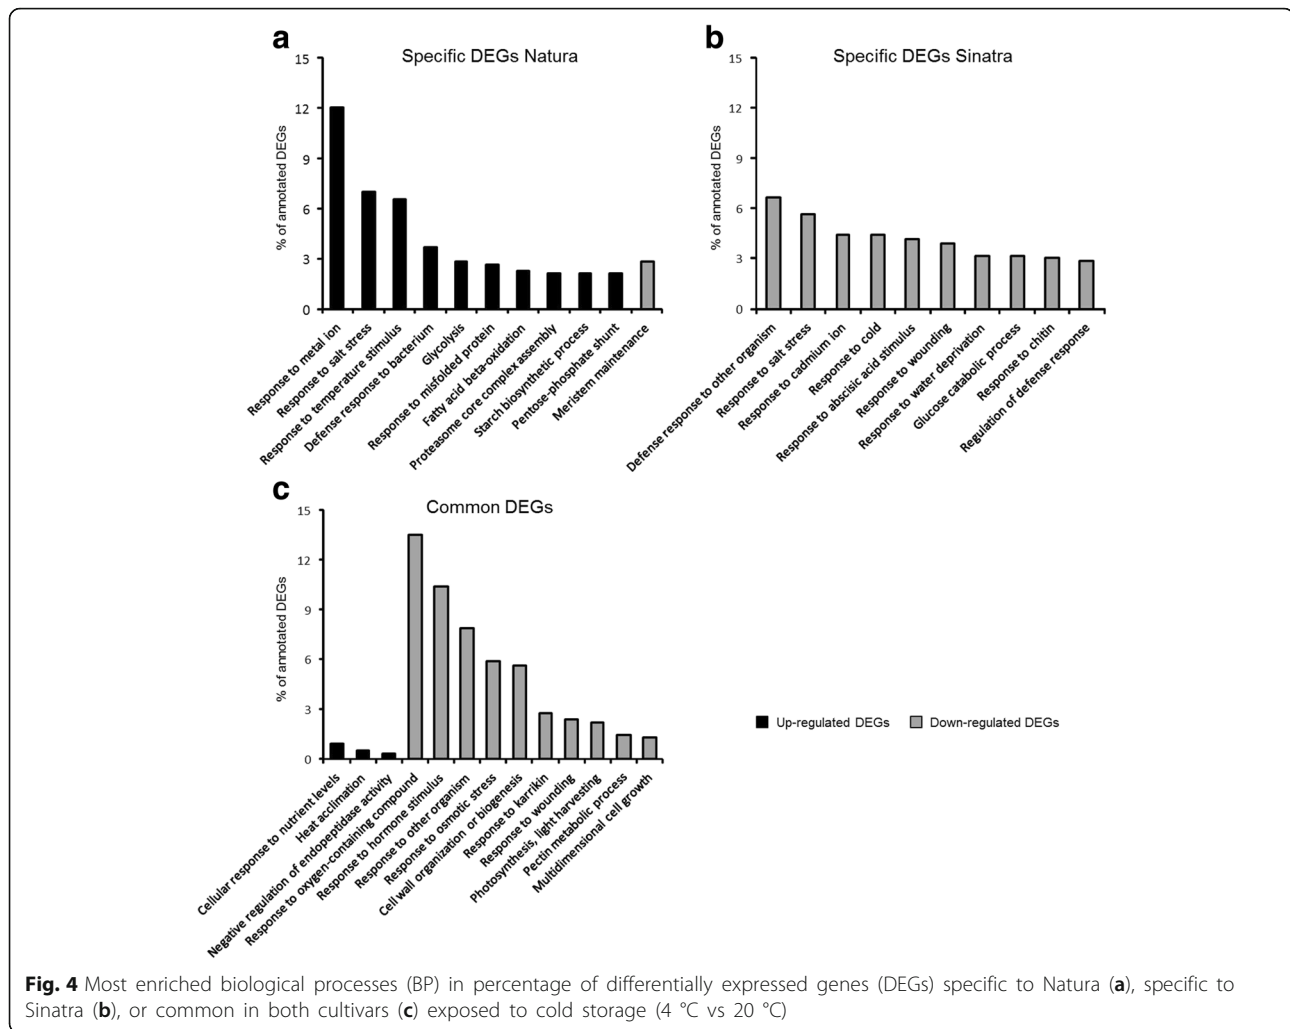 a
Specific DEGs Natura
15
12
9
6
3
0
% of annotated DEGs
Response to metal ion
Response to salt stress
Response to temperature stimulus
Defense response to bacterium
Glycolysis
Response to misfolded protein
Fatty acid beta-oxidation
Proteasome core complex assembly
Starch biosynthetic process
Pentose-phosphate shunt
Meristem maintenance
b
Specific DEGs Sinatra
15
12
9
6
3
0
% of annotated DEGs
Defense response to other organism
Response to salt stress
Response to cadmium ion
Response to cold
Response to abscisic acid stimulus
Response to wounding
Response to water deprivation
Glucose catabolic process
Response to chitin
Regulation of defense response
c
Common DEGs
15
12
9
6
3
0
% of annotated DEGs
Cellular response to nutrient levels
Heat acclimation
Negative regulation of endopeptidase activity
Response to oxygen-containing compound
Response to hormone stimulus
Response to other organism
Response to osmotic stress
Cell wall organization or biogenesis
Response to karrikin
Response to wounding
Photosynthesis, light harvesting
Pectin metabolic process
Multidimensional cell growth
Up-regulated DEGs
Down-regulated DEGs
Fig. 4 Most enriched biological processes (BP) in percentage of differentially expressed genes (DEGs) specific to Natura (a), specific to
Sinatra (b), or common in both cultivars (c) exposed to cold storage (4 °C vs 20 °C)